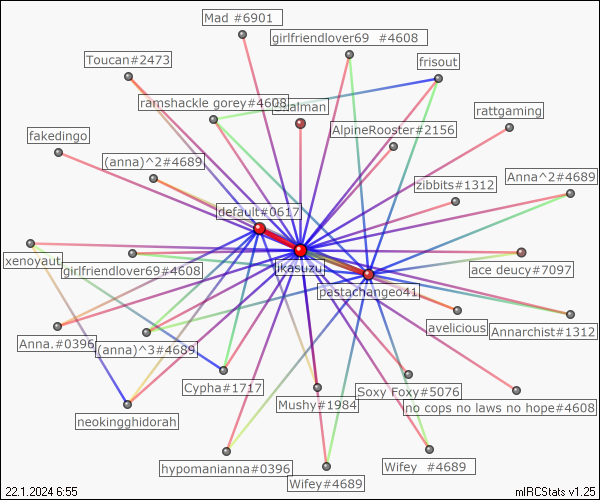 Mad #6901
girlfriendlover69 #4608
Toucan#2473
frisout
ramshackle gorey#4608
alman
rattgaming
AlpineRooster#2156
fakedingo
(anna)^2#4689
zibbits#1312
Anna^2#4689
default#0617
xenoyaut
girlfriendlover69#4608
ikasuzu
ace deucy#7097
pastachangeo41
Anna.#0396
(anna)^3#4689
avelicious
Annarchist#1312
Cypha#1717
Mushy#1984
Soxy Foxy#5076
no cops no laws no hope#4608
neokingghidorah
hypomanianna#0396
Wifey #4689
Wifey#4689
22.1.2024 6:55
mIRCStats v1.25